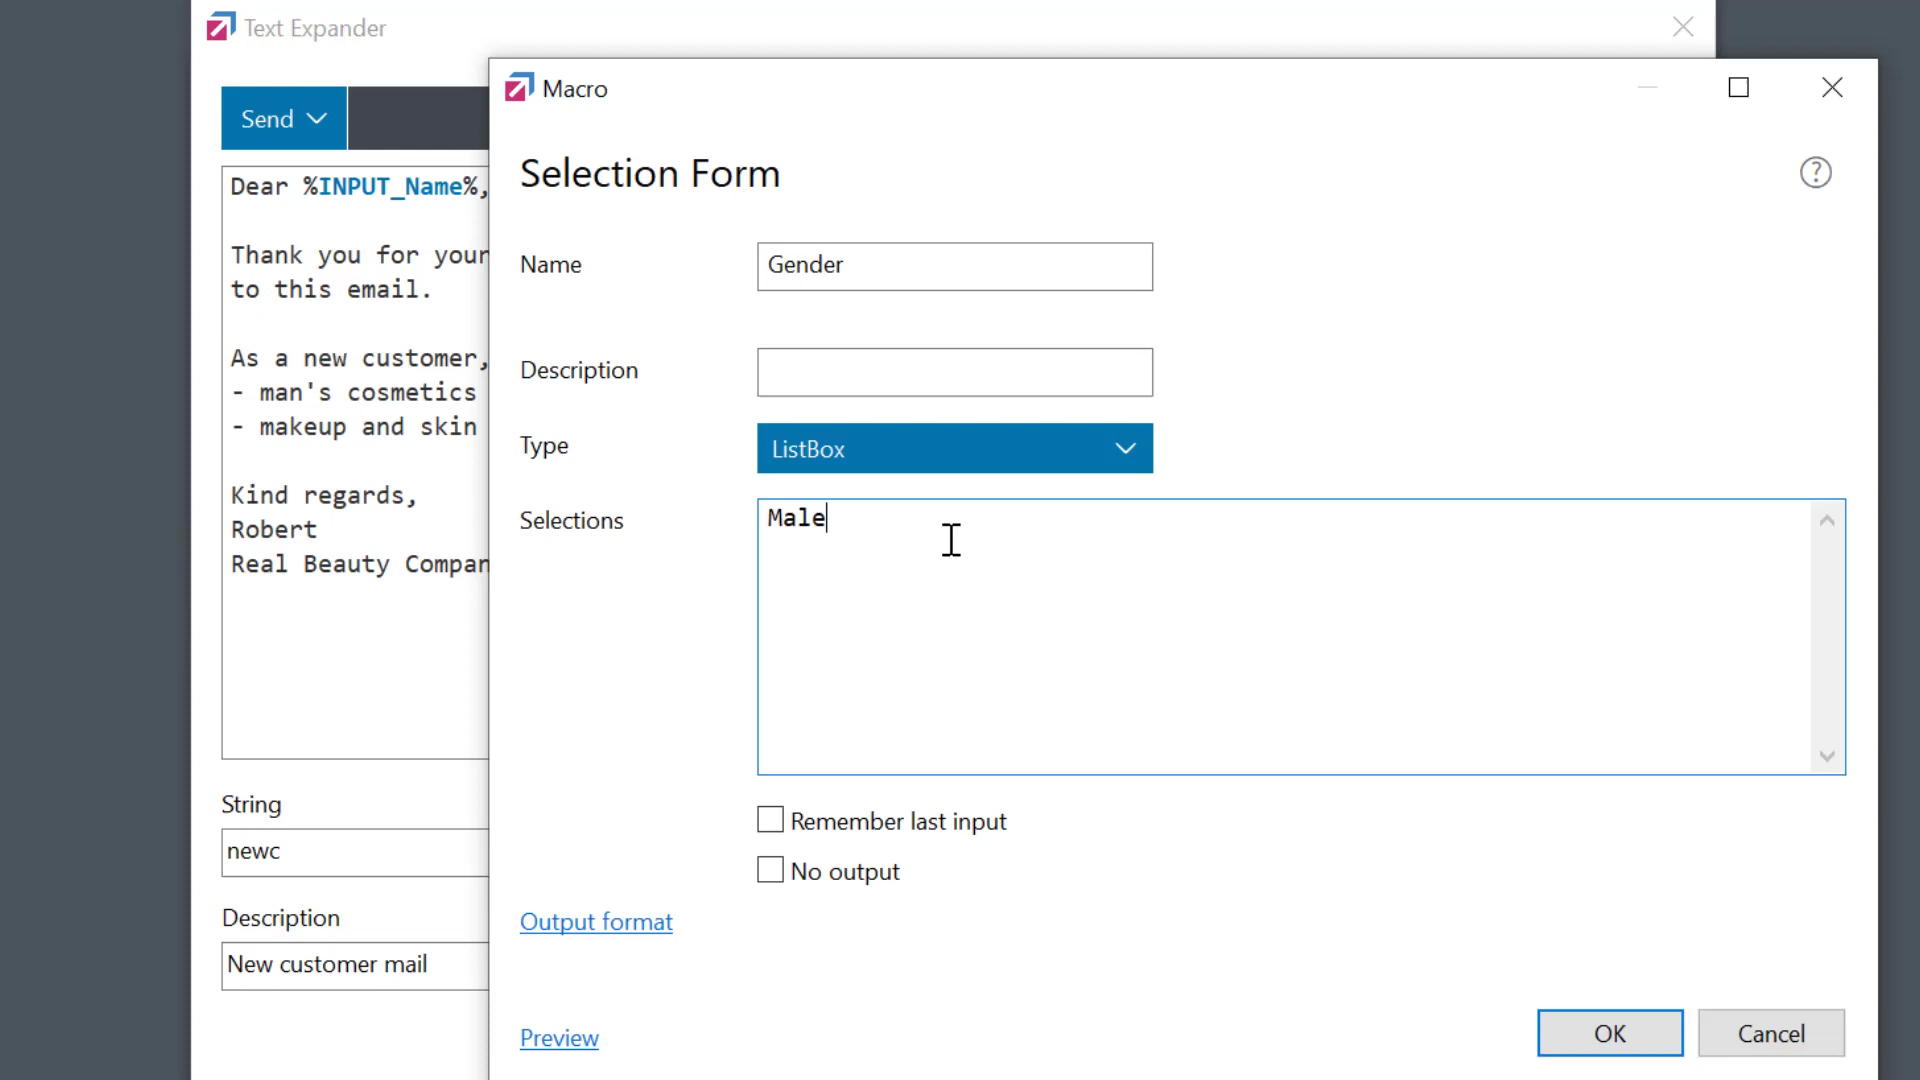 Text Expander
Send
Dear %INPUT_Name%,
Thank you for your
to this email.
As a new customer,
- man's cosmetics
- makeup and skin
Kind regards,
Robert
Real Beauty Compan
String
newc
Description
New customer mail
Macro
Selection Form
?
Name
Gender
Description
Type
ListBox
Selections
Male
Remember last input
No output
Output format
Preview
OK
Cancel